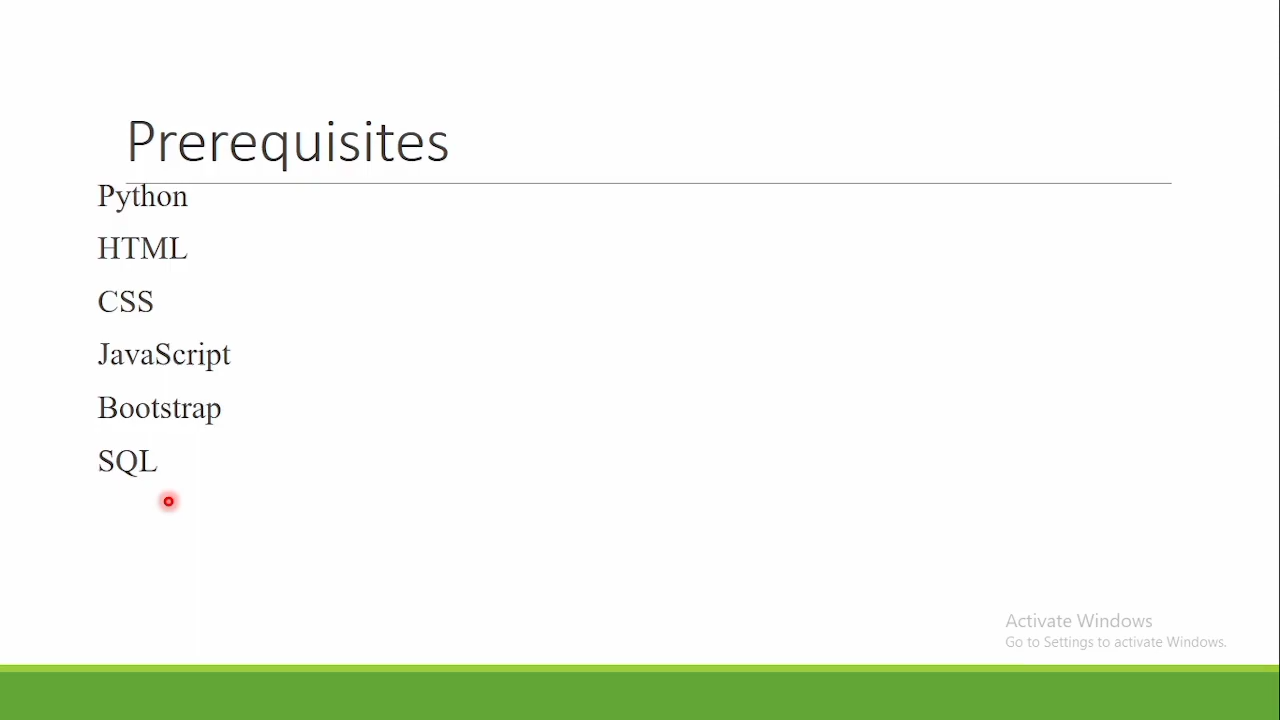 Prerequisites
Python
HTML
CSS
JavaScript
Bootstrap
SQL
Activate Windows
Go to Settings to activate Windows.